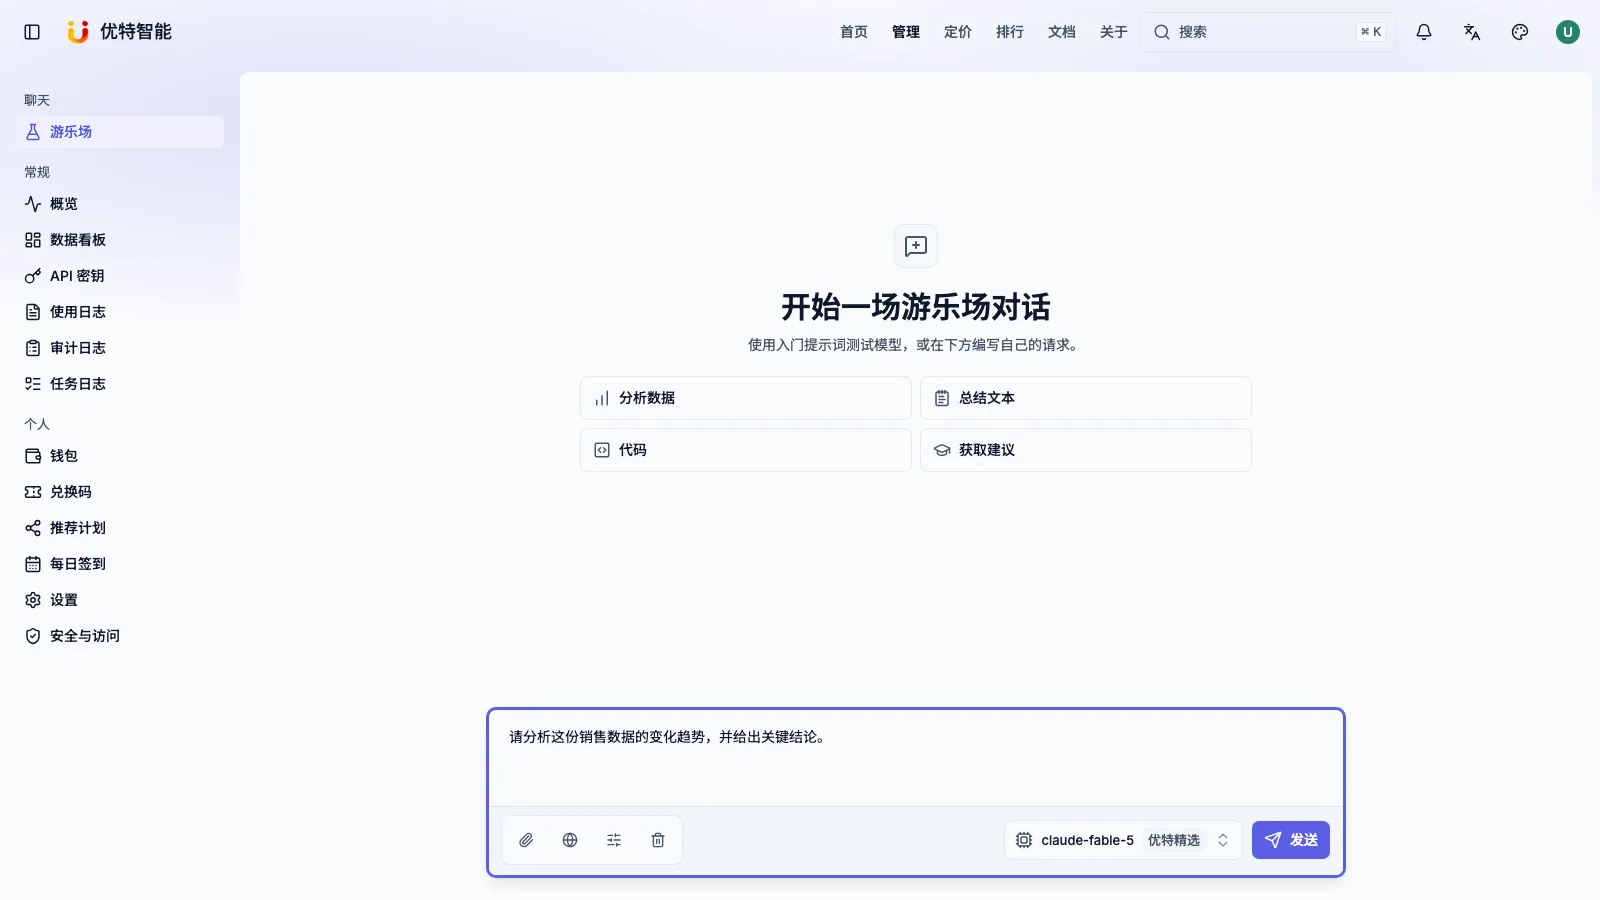 优特智能
首页 管理 定价 排行 文档 关于 搜索 ⌘ K U
聊天
游乐场
常规
概览
数据看板
API 密钥
使用日志
审计日志
任务日志
个人
钱包
兑换码
推荐计划
每日签到
设置
安全与访问
开始一场游乐场对话
使用入门提示词测试模型，或在下方编写自己的请求。
分析数据 总结文本
代码 获取建议
请分析这份销售数据的变化趋势，并给出关键结论。
claude-fable-5 优特精选 发送